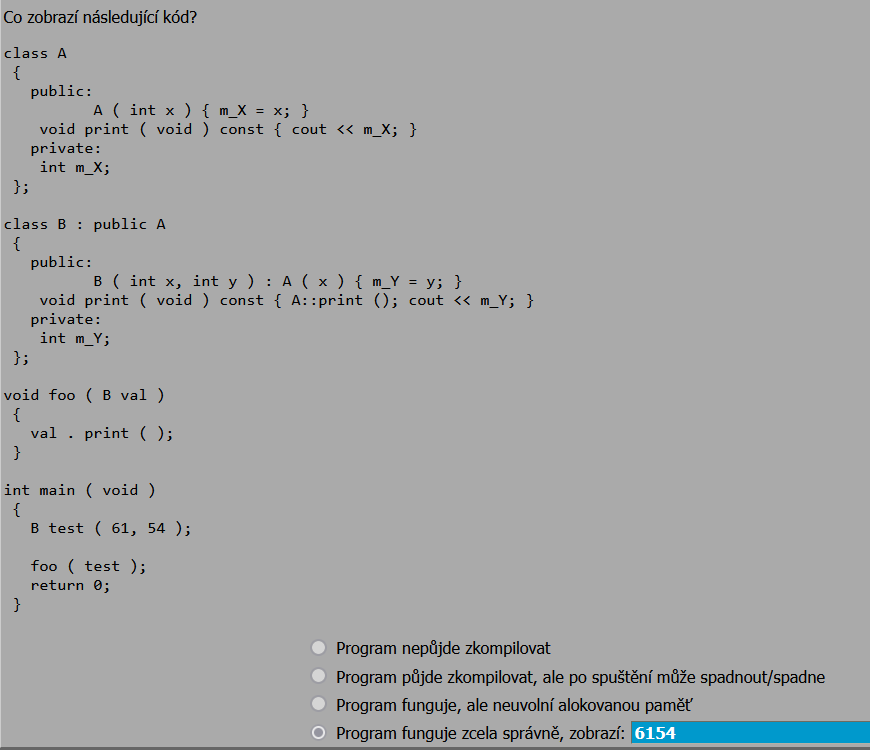 Co zobrazí následující kód?
class A
{
public:
A ( int x ) { m_X = x; }
void print ( void ) const { cout << m_X; }
private:
int m_X;
};
class B : public A
{
public:
B ( int x, int y ) : A ( x ) { m_Y = y; }
void print ( void ) const { A::print (); cout << m_Y; }
private:
int m_Y;
};
void foo ( B val )
{
val . print ( );
}
int main ( void )
{
B test ( 61, 54 );
foo ( test );
return 0;
}
Program nepůjde zkompilovat
Program půjde zkompilovat, ale po spuštění může spadnout/spadne
Program funguje, ale neuvolní alokovanou paměť
Program funguje zcela správně, zobrazí: 6154